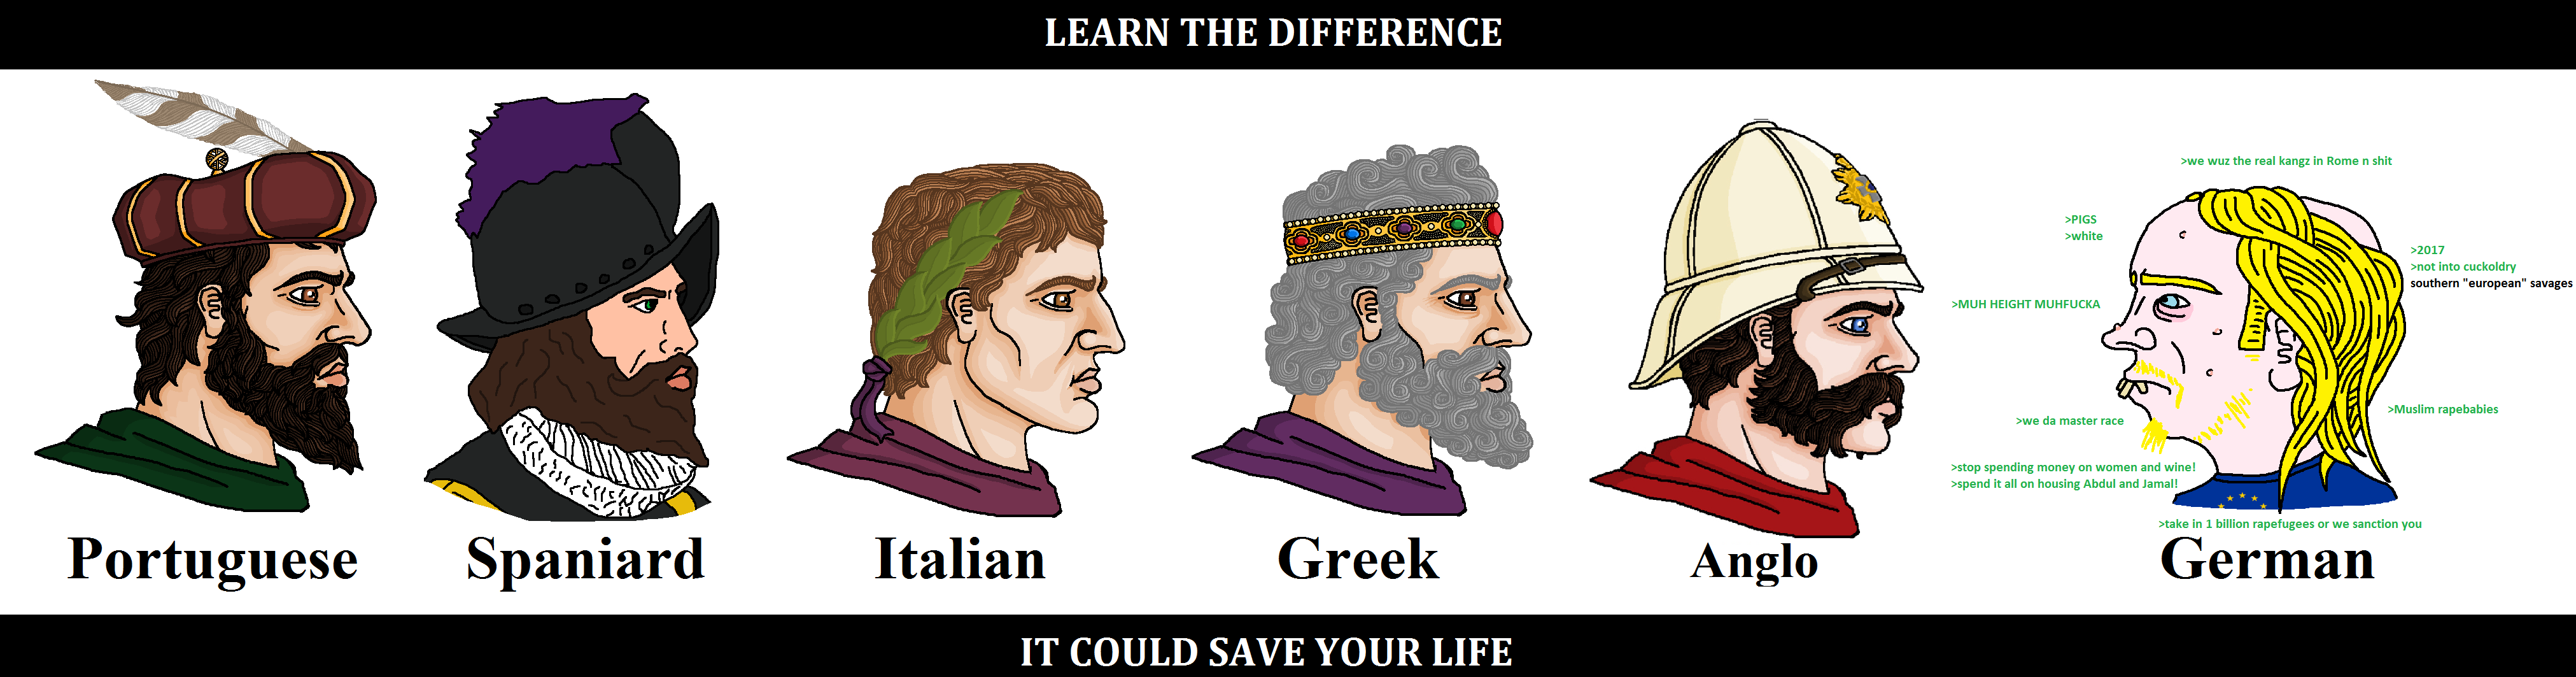 LEARN THE DIFFERENCE
>we wuz the real kangz in Rome n shit
>PIGS
>white
>2017
>not into cuckoldry
southern "european" savages
>MUH HEIGHT MUHFUCKA
>Muslim rapebabies
>we da master race
>stop spending money on women and wine!
>spend it all on housing Abdul and Jamal!
>take in 1 billion rapefugees or we sanction you
Portuguese
Spaniard
Italian
Greek
Anglo
German
IT COULD SAVE YOUR LIFE